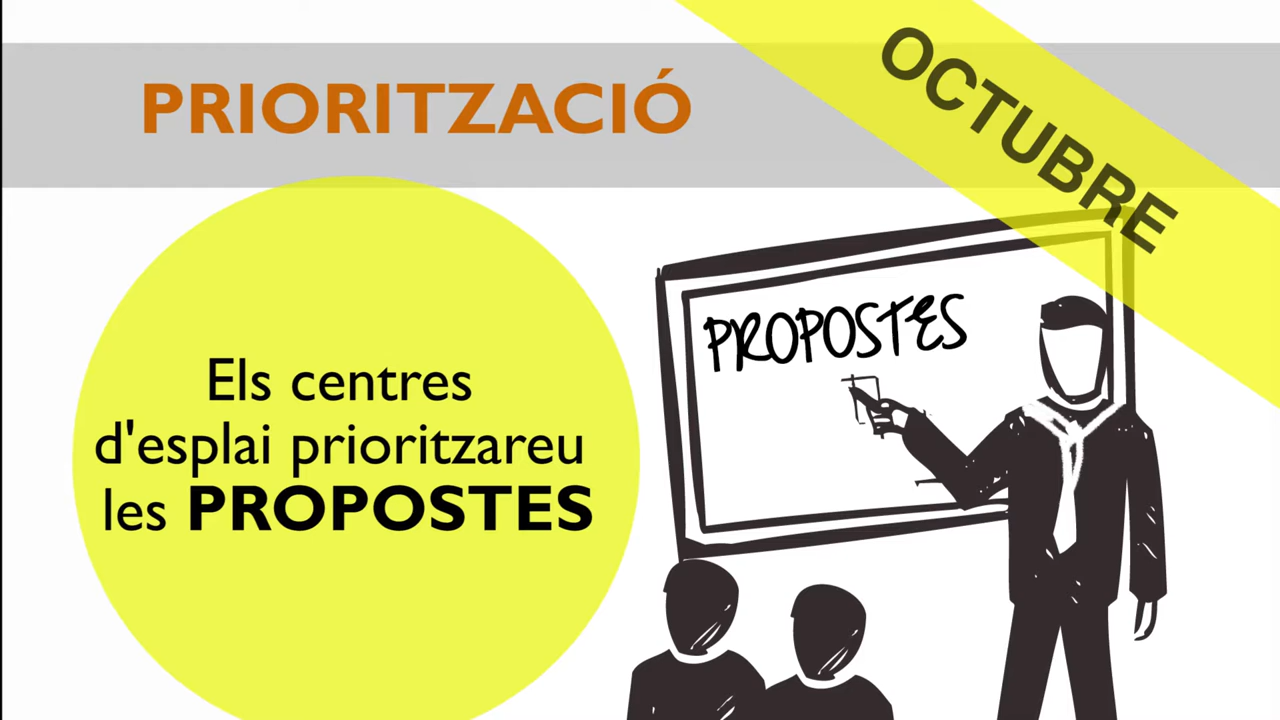 PRIORITZACIÓ
OCTUBRE
Els centres
d'esplai prioritzareu
les PROPOSTES
PROPOSTES